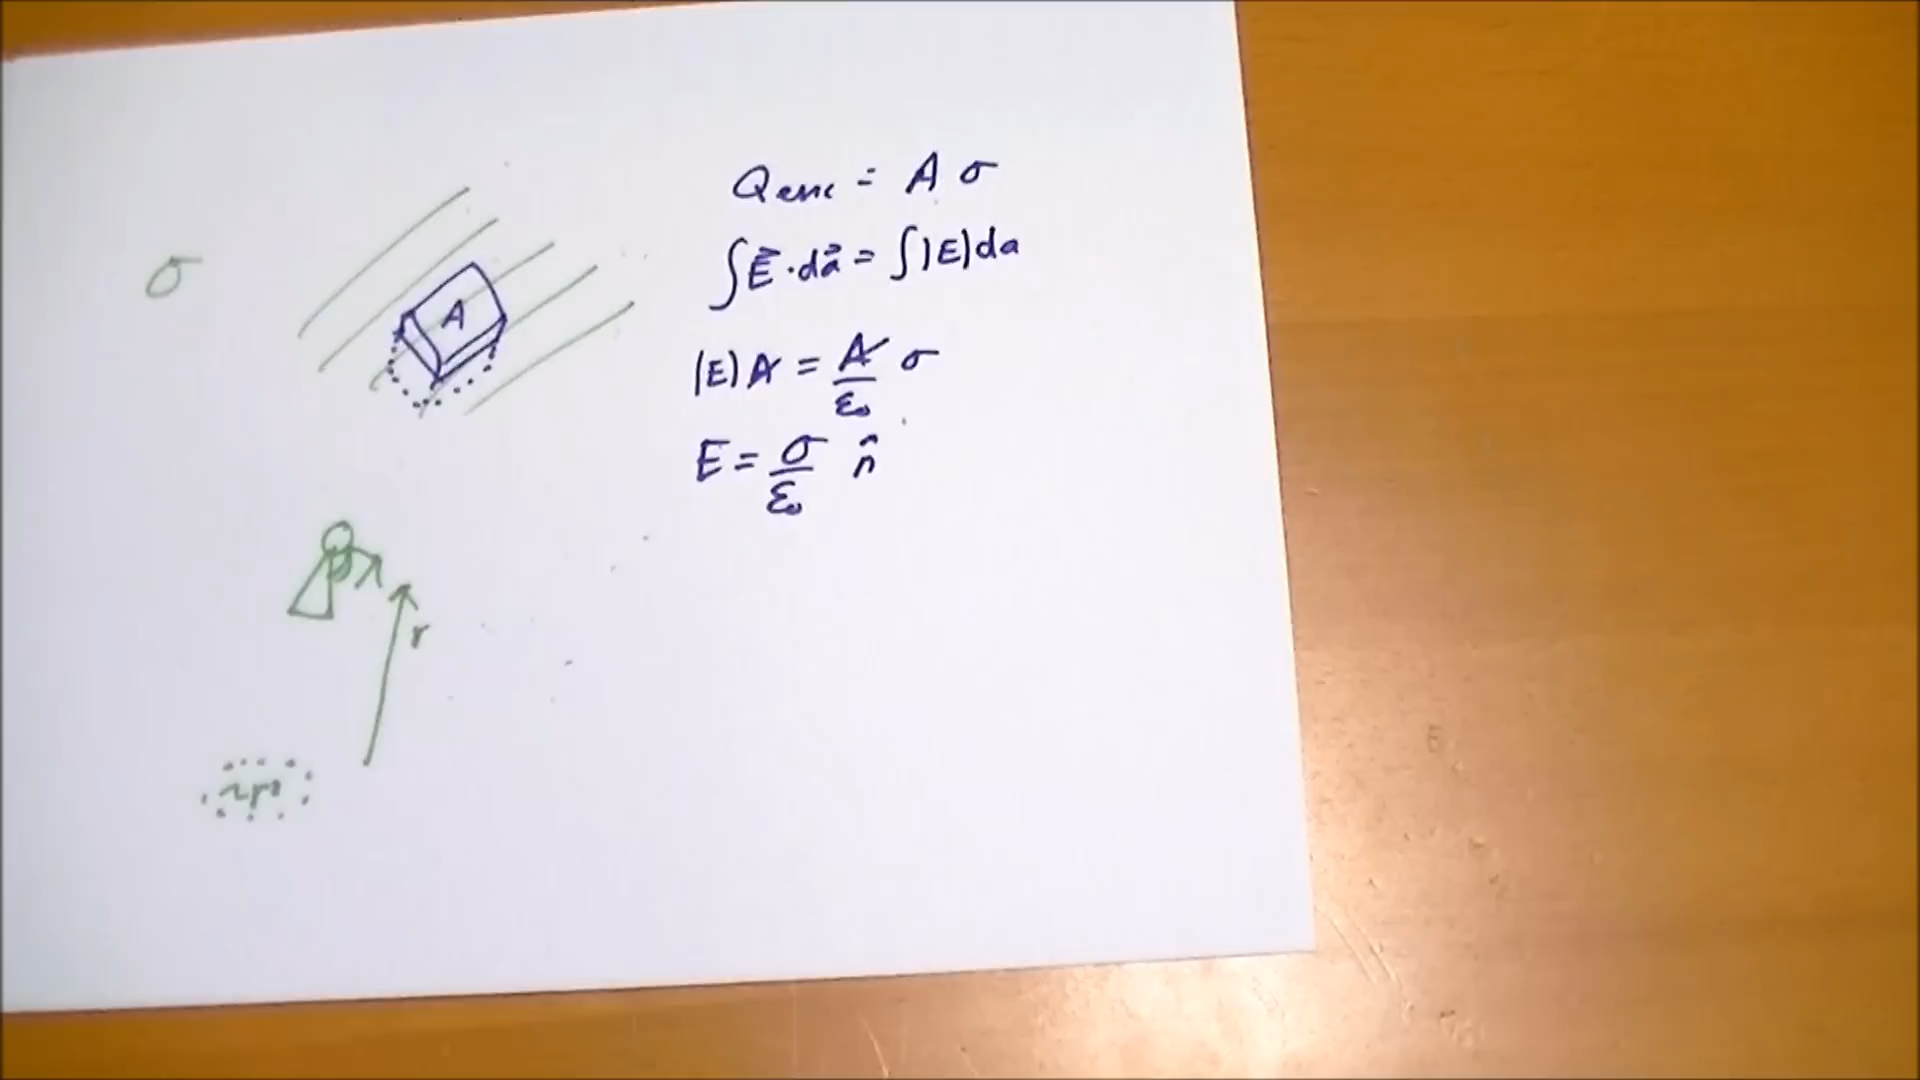 Qenc = A σ
∫E⃗ · da⃗ = ∫|E|da
σ
A
|E|A = A/ε₀ σ
E = σ/ε₀ n̂
r